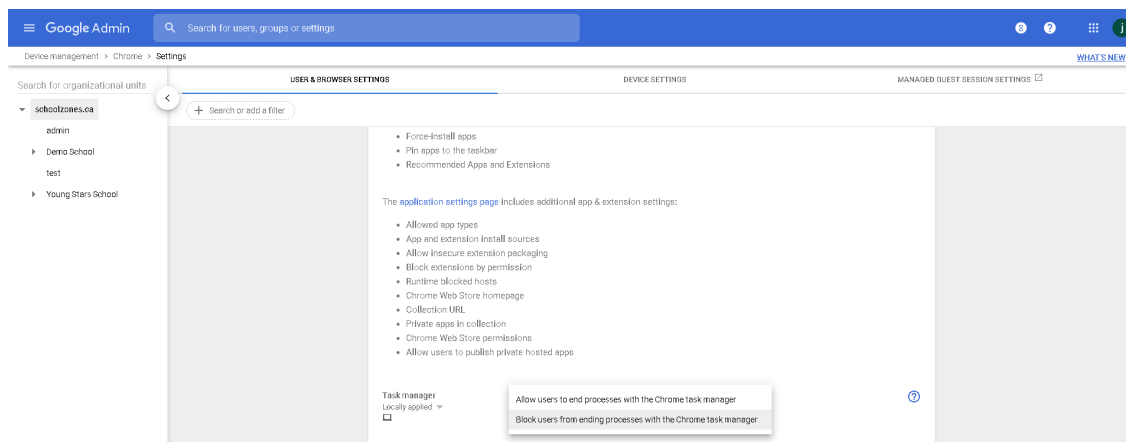 Google Admin
Search for users, groups or settings
8
?
j
Device management > Chrome > Settings
WHAT'S NEW
Search for organizational units
schoolzones.ca
admin
Demo School
test
Young Stars School
USER & BROWSER SETTINGS
DEVICE SETTINGS
MANAGED GUEST SESSION SETTINGS
+ Search or add a filter
• Force-install apps
• Pin apps to the taskbar
• Recommended Apps and Extensions
The application settings page includes additional app & extension settings:
• Allowed app types
• App and extension install sources
• Allow insecure extension packaging
• Block extensions by permission
• Runtime blocked hosts
• Chrome Web Store homepage
• Collection URL
• Private apps in collection
• Chrome Web Store permissions
• Allow users to publish private hosted apps
Task manager
Locally applied
Allow users to end processes with the Chrome task manager
Block users from ending processes with the Chrome task manager
?